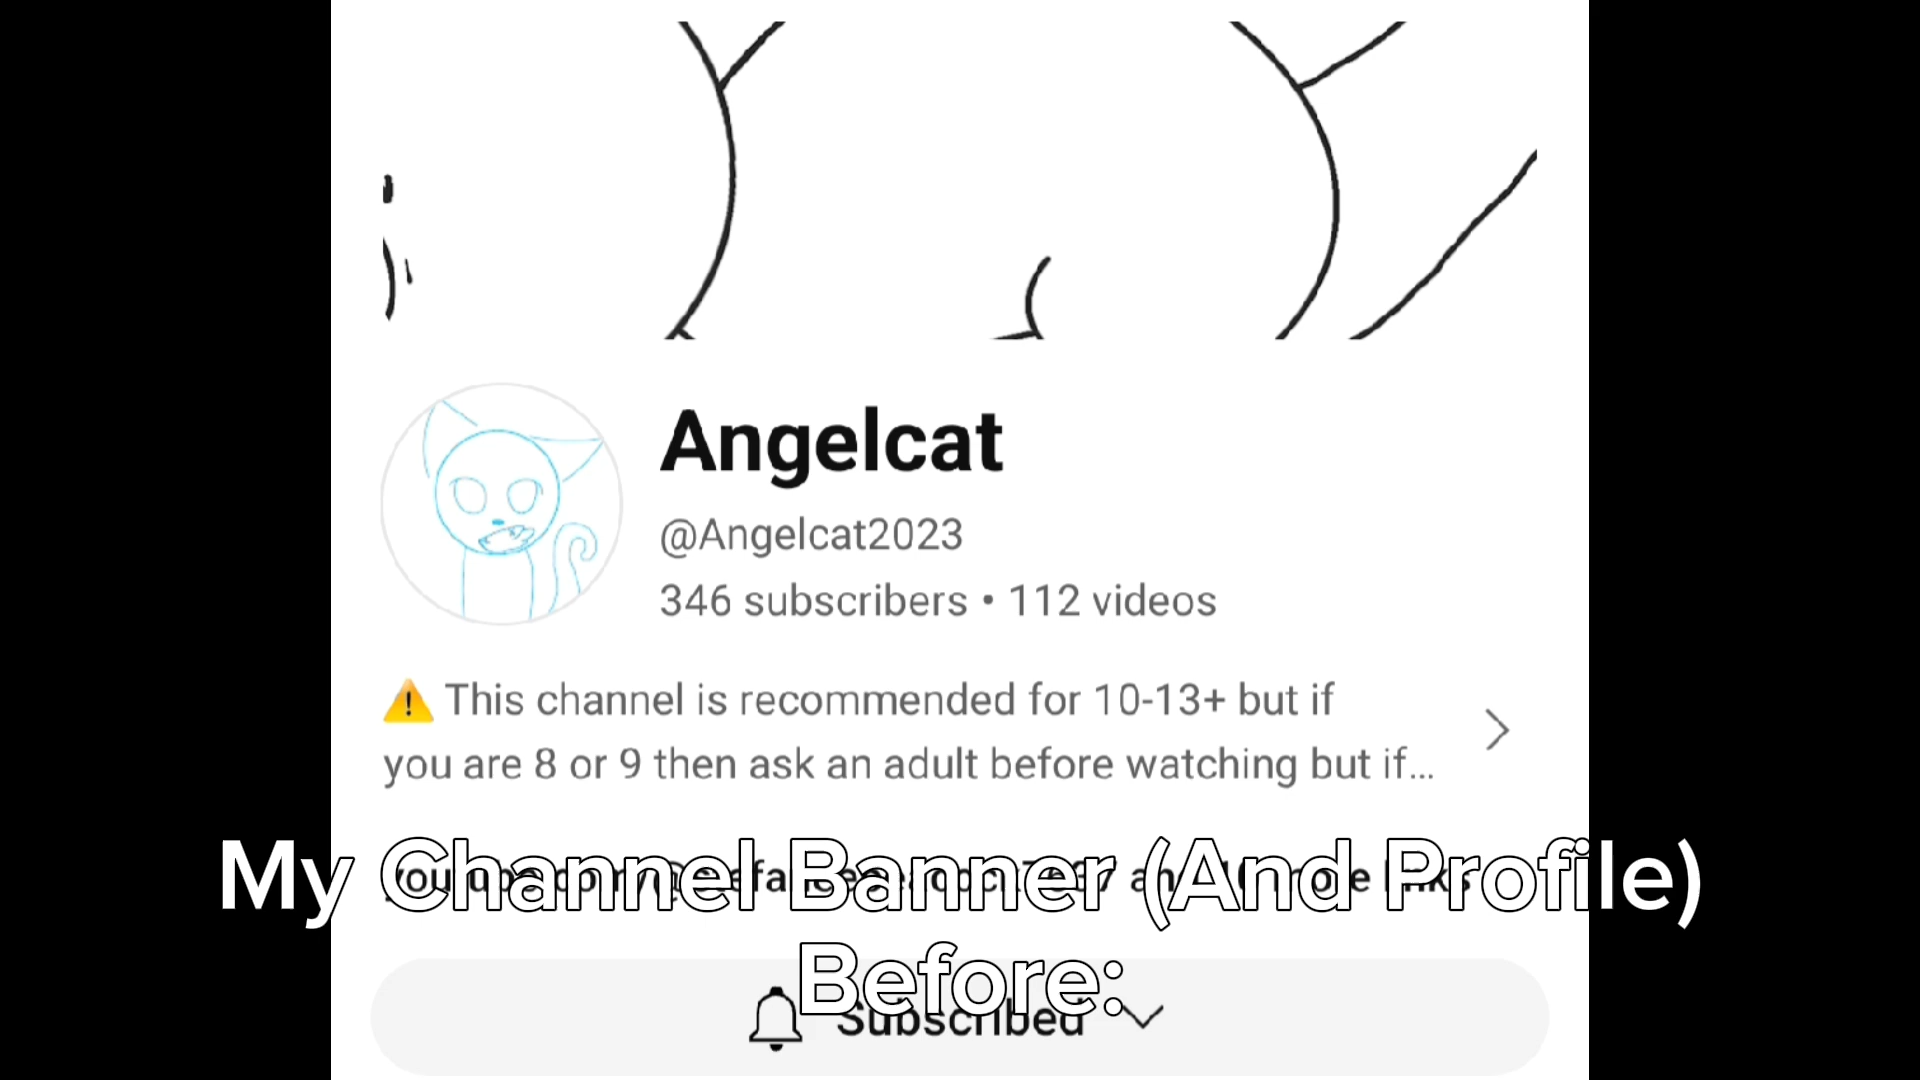 Angelcat
@Angelcat2023
346 subscribers • 112 videos
⚠️ This channel is recommended for 10-13+ but if
you are 8 or 9 then ask an adult before watching but if...
My Channel Banner (And Profile)
Before:
Subscribed